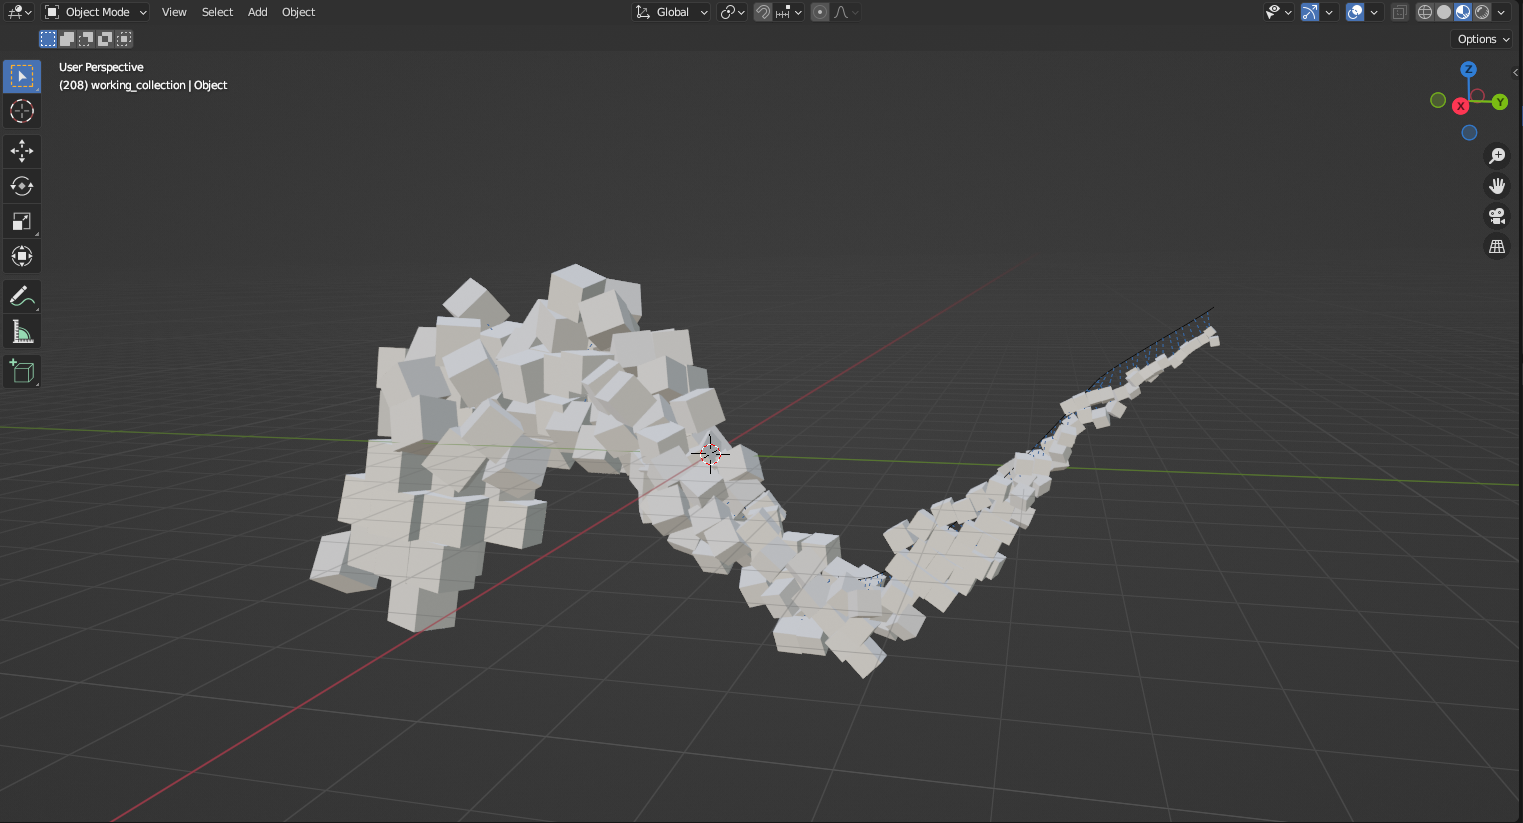 Object Mode View Select Add Object Global
Options
User Perspective
(208) working_collection | Object
Z
Y
X